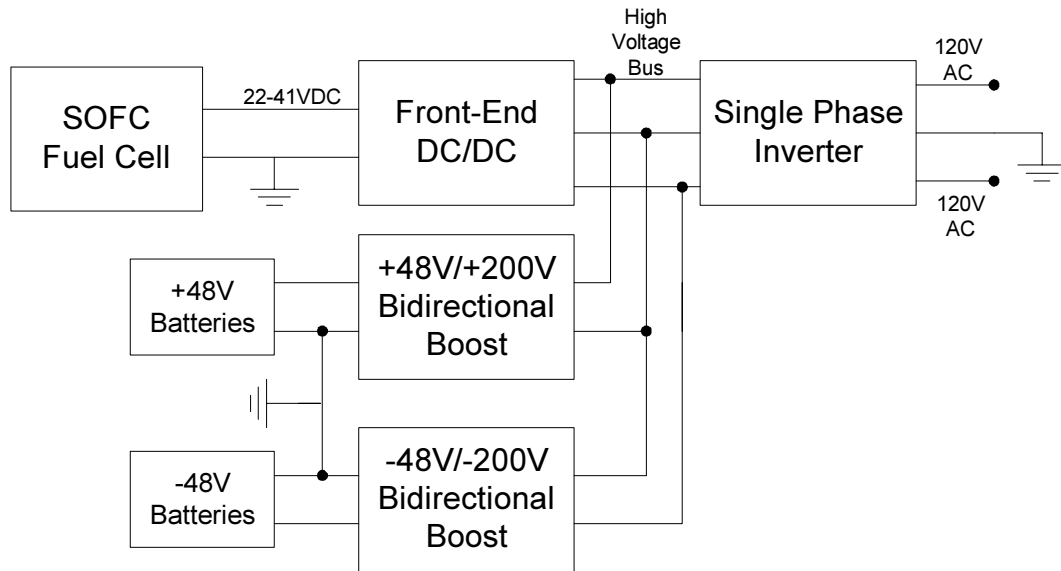 High
Voltage
Bus
120V
AC
SOFC
Fuel Cell
22-41VDC
Front-End
DC/DC
Single Phase
Inverter
120V
AC
+48V
Batteries
+48V/+200V
Bidirectional
Boost
-48V
Batteries
-48V/-200V
Bidirectional
Boost